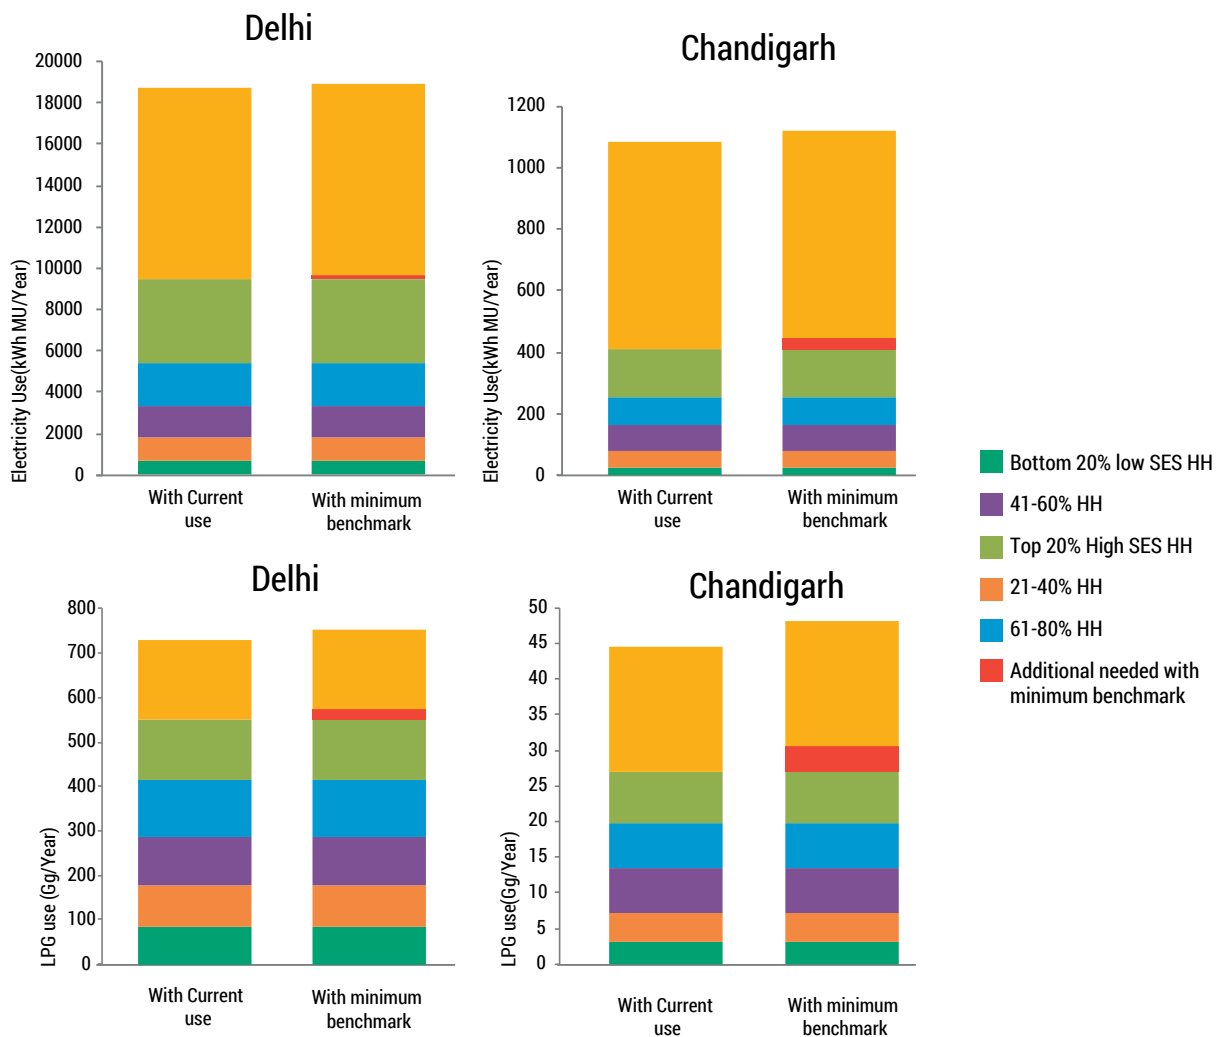 Delhi
20000
18000
16000
14000
12000
10000
8000
6000
4000
2000
0
Electricity Use(kWh MU/Year)
With Current
use
With minimum
benchmark
Chandigarh
1200
1000
800
600
400
200
0
Electricity Use(kWh MU/Year)
With Current
use
With minimum
benchmark
Delhi
800
700
600
500
400
300
200
100
0
LPG use (Gg/Year)
With Current
use
With minimum
benchmark
Chandigarh
50
45
40
35
30
25
20
15
10
5
0
LPG use(Gg/Year)
With Current
use
With minimum
benchmark
Bottom 20% low SES HH
41-60% HH
Top 20% High SES HH
21-40% HH
61-80% HH
Additional needed with
minimum benchmark